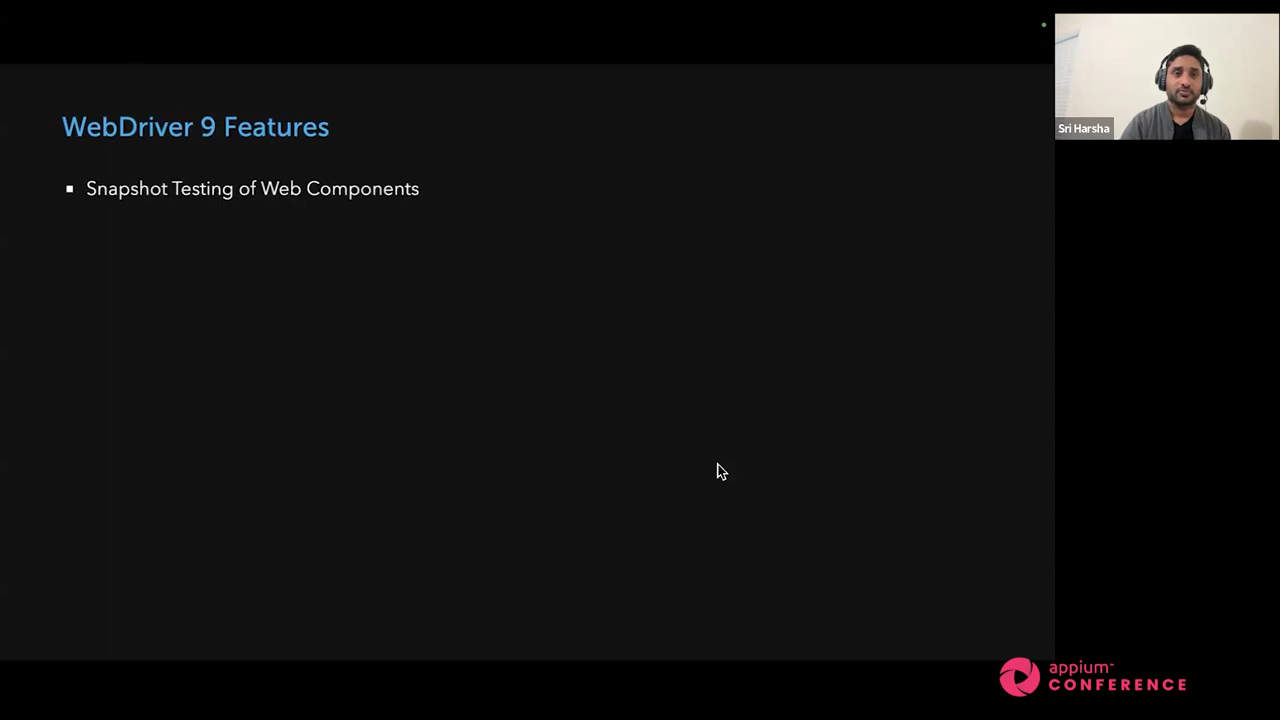 WebDriver 9 Features
Snapshot Testing of Web Components
Sri Harsha
appium
CONFERENCE